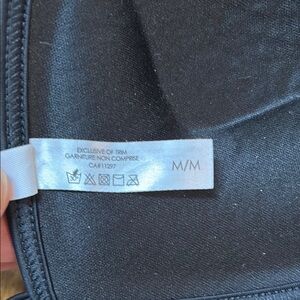 EXCLUSIVE OF TRIM
GARNITURE NON COMPRISE
CA#11297
M/M